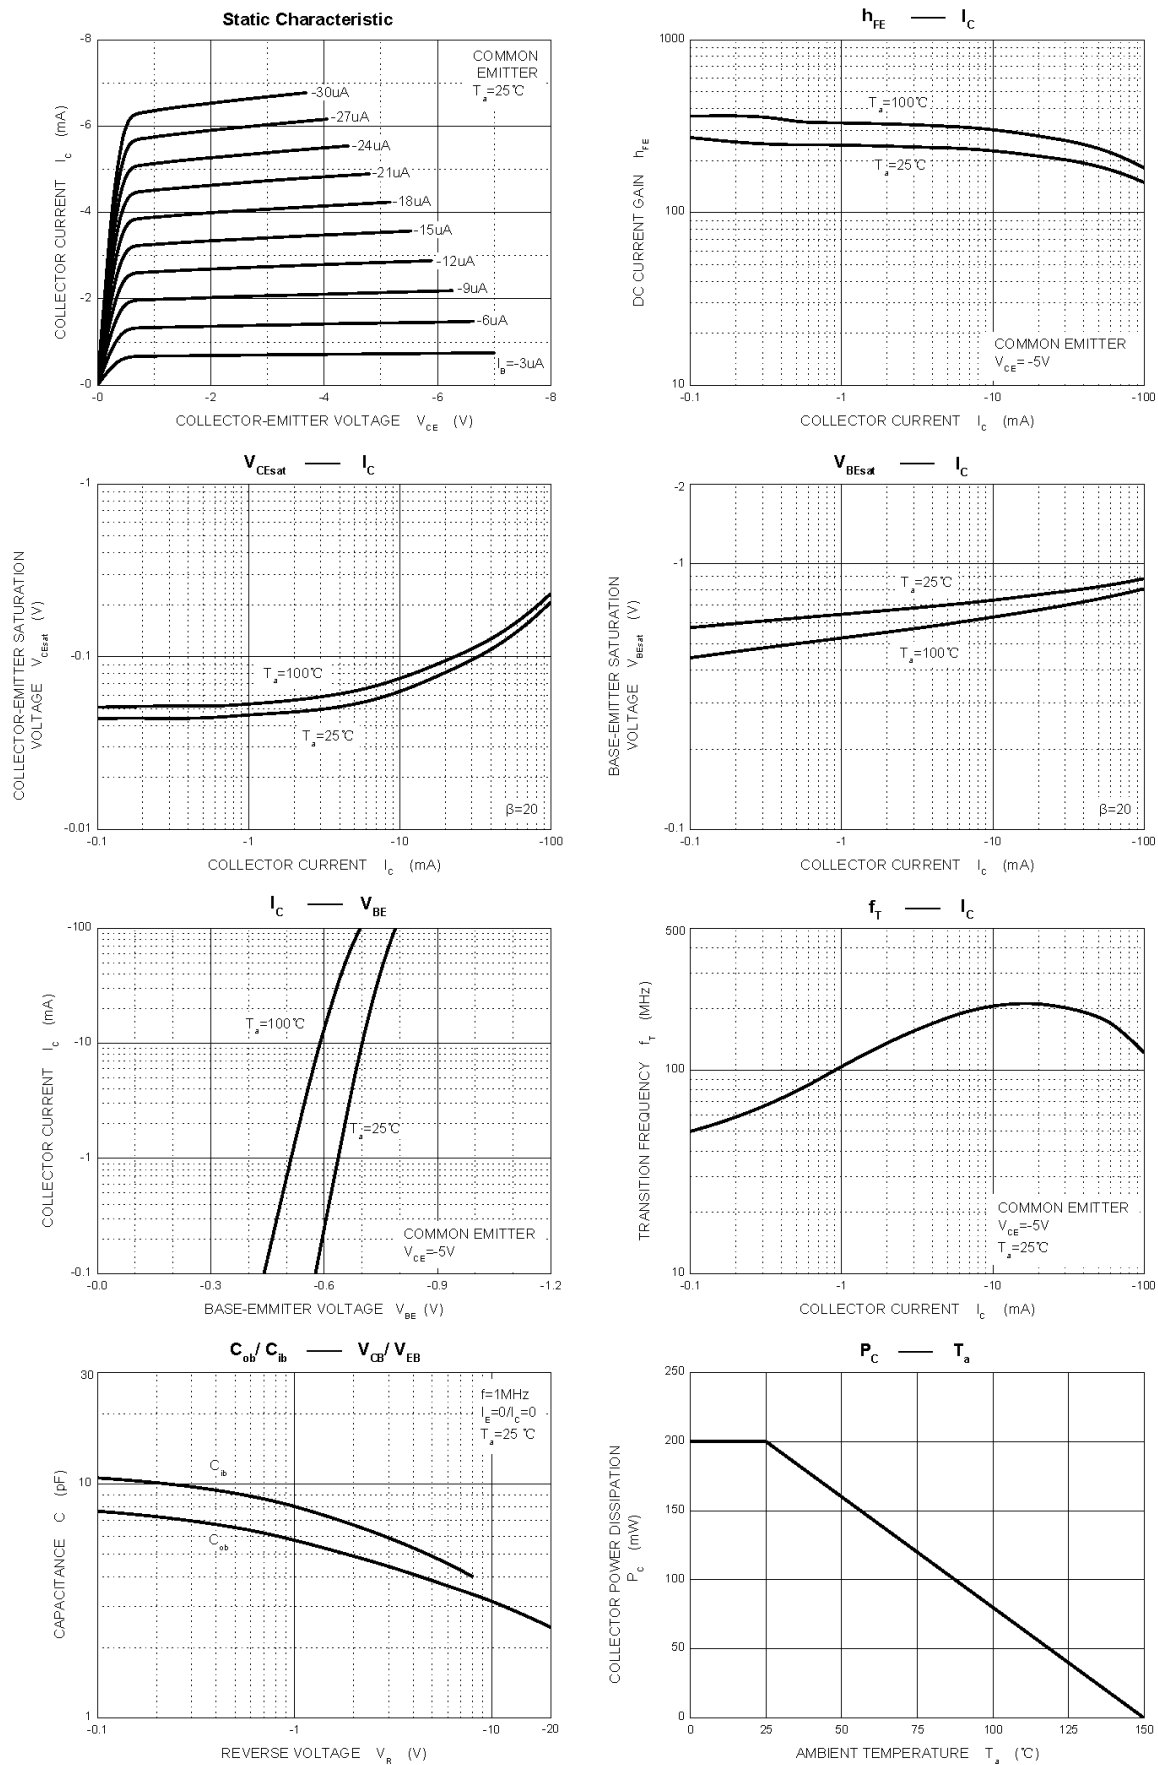 Static Characteristic
-8
-6
-4
-2
-0
COLLECTOR CURRENT I_C (mA)
COMMON
EMITTER
T_a=25℃
-30uA
-27uA
-24uA
-21uA
-18uA
-15uA
-12uA
-9uA
-6uA
I_B=-3uA
-0 -2 -4 -6 -8
COLLECTOR-EMITTER VOLTAGE V_CE (V)
h_FE —— I_C
1000
100
10
DC CURRENT GAIN h_FE
T_a=100℃
T_a=25℃
COMMON EMITTER
V_CE= -5V
-0.1 -1 -10 -100
COLLECTOR CURRENT I_C (mA)
V_CEsat —— I_C
-1
-0.1
-0.01
COLLECTOR-EMITTER SATURATION
VOLTAGE V_CEsat (V)
T_a=100℃
T_a=25℃
β=20
-0.1 -1 -10 -100
COLLECTOR CURRENT I_C (mA)
V_BEsat —— I_C
-2
-1
-0.1
BASE-EMITTER SATURATION
VOLTAGE V_BEsat (V)
T_a=25℃
T_a=100℃
β=20
-0.1 -1 -10 -100
COLLECTOR CURRENT I_C (mA)
I_C —— V_BE
-100
-10
-1
-0.1
COLLECTOR CURRENT I_C (mA)
T_a=100℃
T_a=25℃
COMMON EMITTER
V_CE=-5V
-0.0 -0.3 -0.6 -0.9 -1.2
BASE-EMMITER VOLTAGE V_BE (V)
f_T —— I_C
500
100
10
TRANSITION FREQUENCY f_T (MHz)
COMMON EMITTER
V_CE=-5V
T_a=25℃
-0.1 -1 -10 -100
COLLECTOR CURRENT I_C (mA)
C_ob/ C_ib —— V_CB/ V_EB
30
10
1
CAPACITANCE C (pF)
f=1MHz
I_E=0/I_C=0
T_a=25 ℃
C_ib
C_ob
-0.1 -1 -10 -20
REVERSE VOLTAGE V_R (V)
P_C —— T_a
250
200
150
100
50
0
COLLECTOR POWER DISSIPATION
P_C (mW)
0 25 50 75 100 125 150
AMBIENT TEMPERATURE T_a (℃)